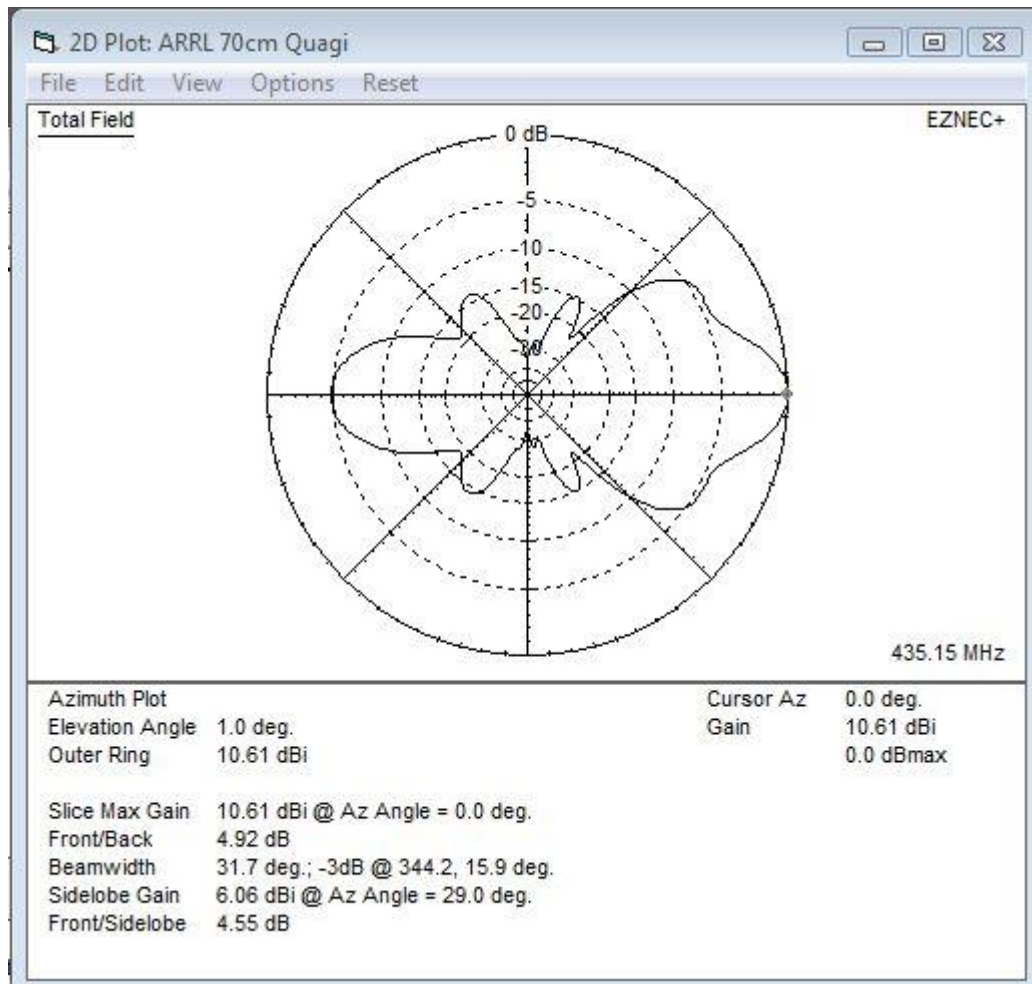 2D Plot: ARRL 70cm Quagi
File Edit View Options Reset
Total Field
EZNEC+
0 dB
-5
-10
-15
-20
-30
435.15 MHz
Azimuth Plot Cursor Az 0.0 deg.
Elevation Angle 1.0 deg. Gain 10.61 dBi
Outer Ring 10.61 dBi 0.0 dBmax
Slice Max Gain 10.61 dBi @ Az Angle = 0.0 deg.
Front/Back 4.92 dB
Beamwidth 31.7 deg.; -3dB @ 344.2, 15.9 deg.
Sidelobe Gain 6.06 dBi @ Az Angle = 29.0 deg.
Front/Sidelobe 4.55 dB